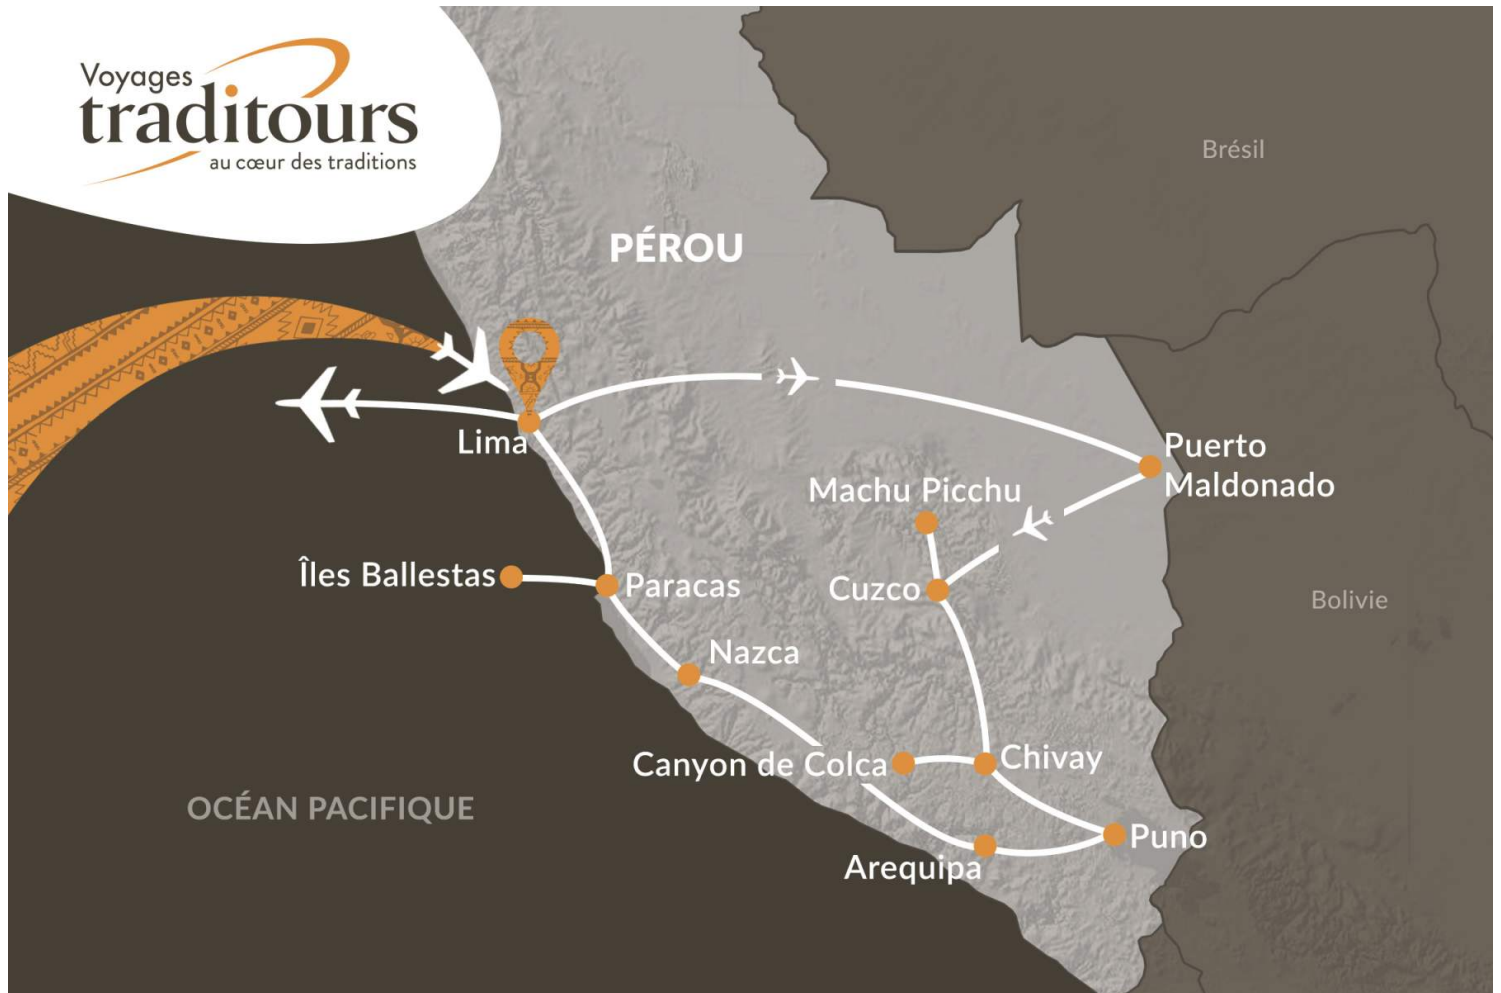 Voyages
traditours
au cœur des traditions
Brésil
PÉROU
Lima
Puerto
Maldonado
Machu Picchu
Îles Ballestas
Paracas
Cuzco
Bolivie
Nazca
Canyon de Colca
Chivay
OCÉAN PACIFIQUE
Puno
Arequipa